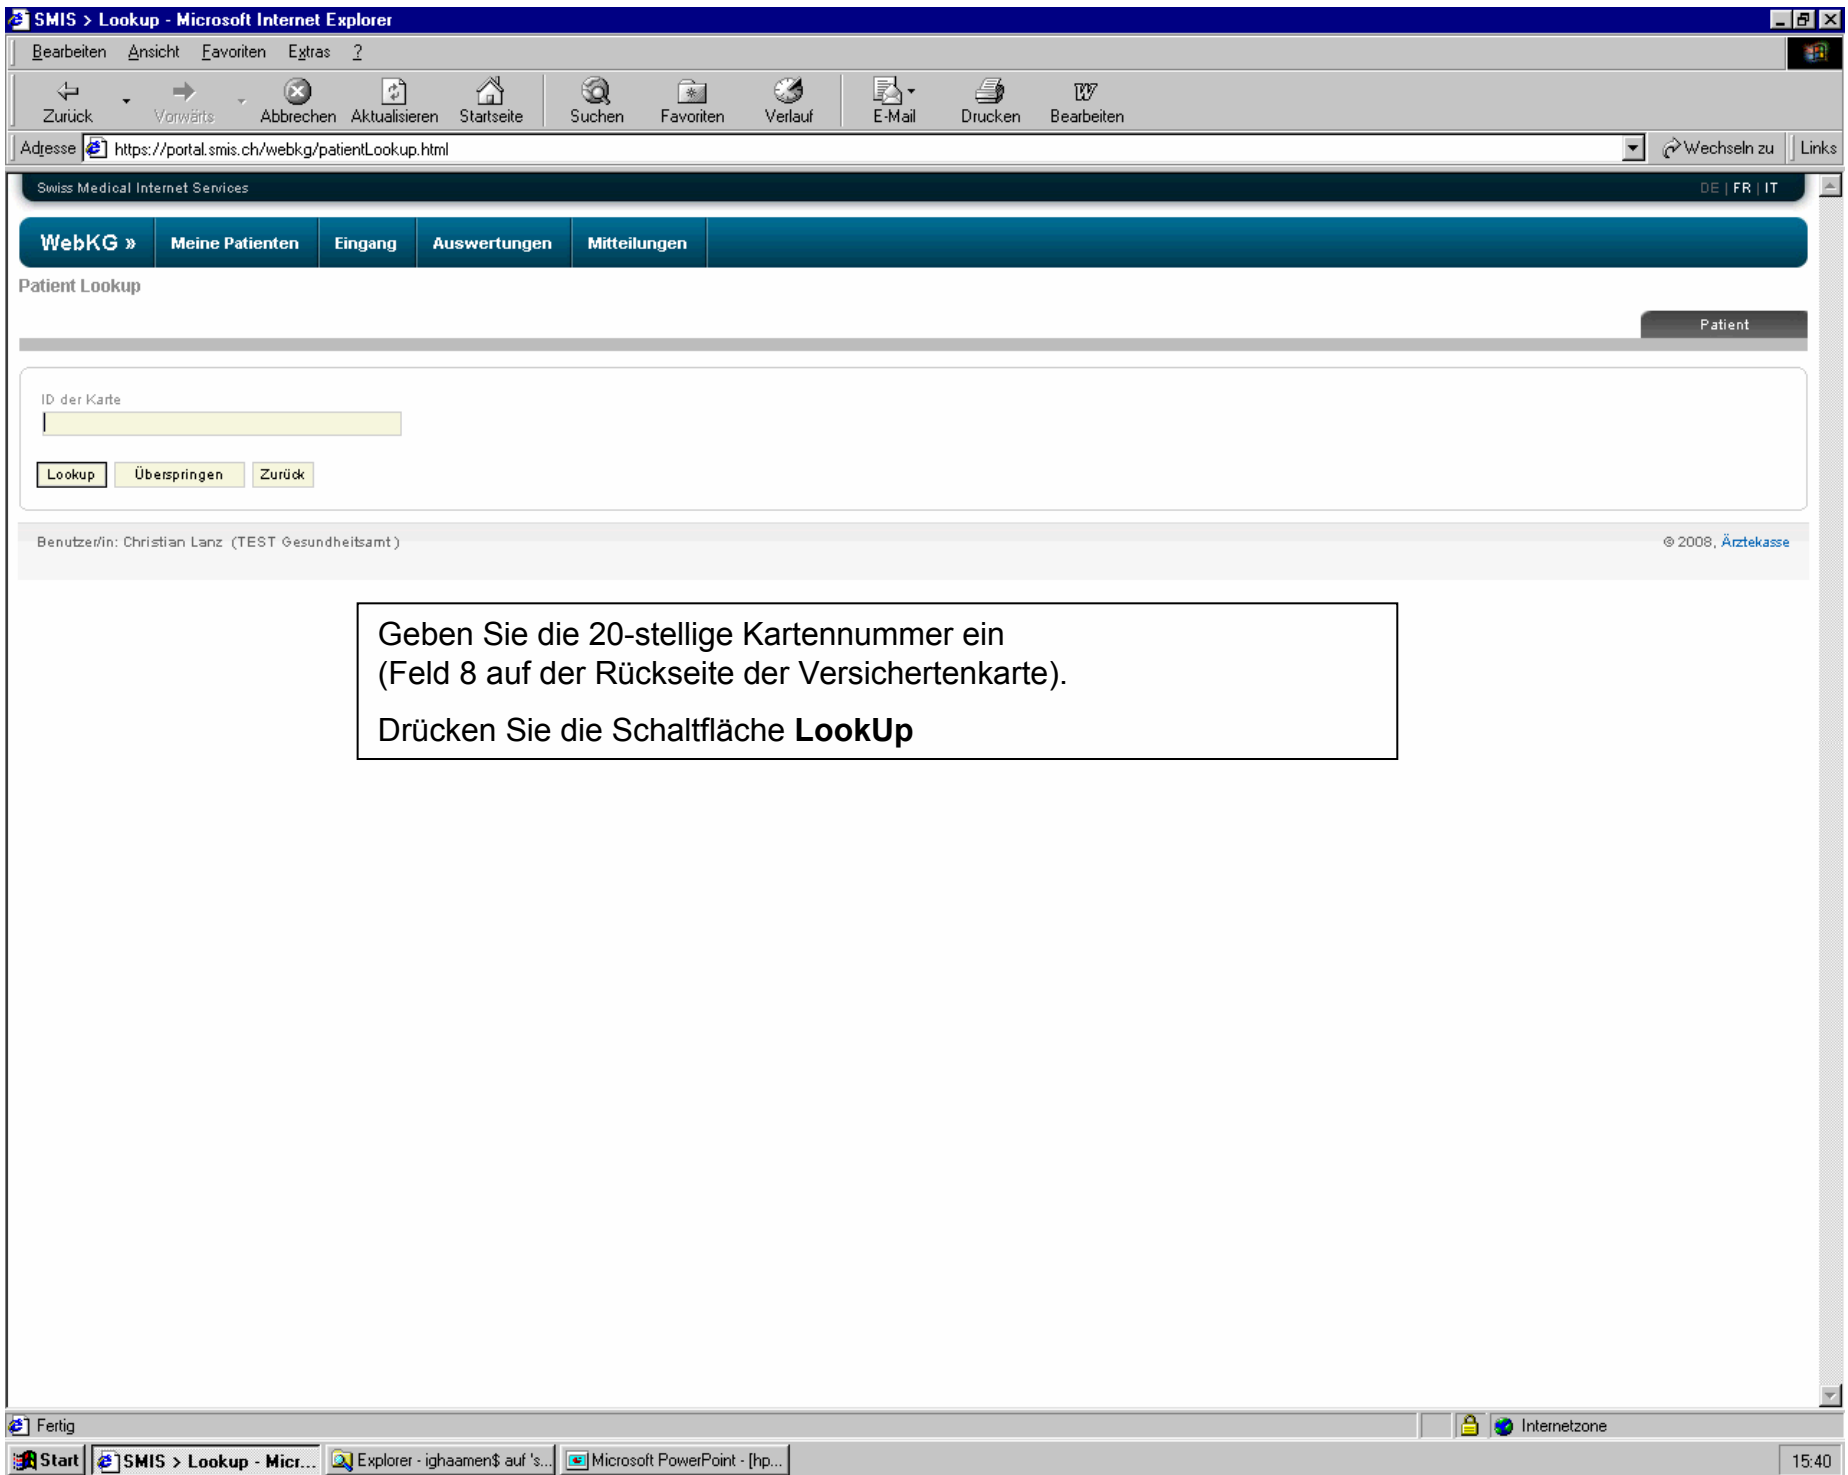 SMIS > Lookup - Microsoft Internet Explorer
Bearbeiten Ansicht Favoriten Extras ?
Zurück Vorwärts Abbrechen Aktualisieren Startseite Suchen Favoriten Verlauf E-Mail Drucken Bearbeiten
Adresse https://portal.smis.ch/webkg/patientLookup.html Wechseln zu Links
Swiss Medical Internet Services DE | FR | IT
WebKG » Meine Patienten Eingang Auswertungen Mitteilungen
Patient Lookup
Patient
ID der Karte
Lookup Überspringen Zurück
Benutzer/in: Christian Lanz (TEST Gesundheitsamt) © 2008, Ärztekasse
Geben Sie die 20-stellige Kartennummer ein
(Feld 8 auf der Rückseite der Versichertenkarte).
Drücken Sie die Schaltfläche LookUp
Fertig Internetzone
Start SMIS > Lookup - Micr... Explorer - ighaamen$ auf 's... Microsoft PowerPoint - [hp... 15:40